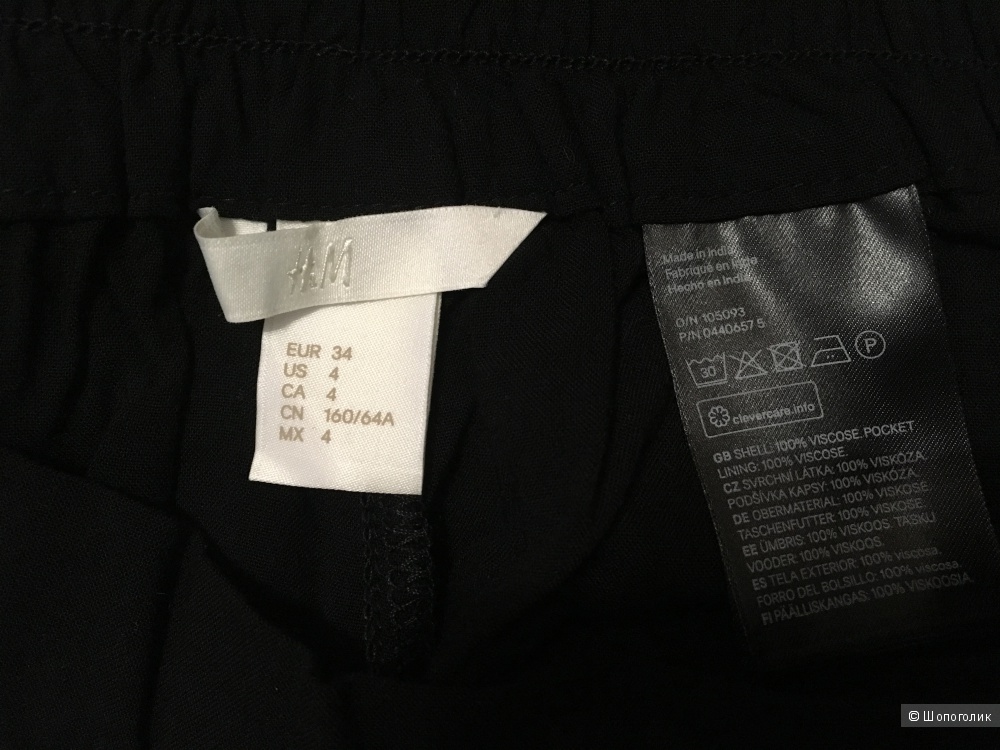 H&M
EUR 34
US 4
CA 4
CN 160/64A
MX 4
Made in India
Fabriqué en Inde
Hecho en India
O/N 105093
P/N 0440657 5
30
P
clevercare.info
GB SHELL: 100% VISCOSE. POCKET
LINING: 100% VISCOSE.
CZ SVRCHNÍ LÁTKA: 100% VISKÓZA.
PODŠÍVKA KAPSY: 100% VISKÓZA.
DE OBERMATERIAL: 100% VISKOSE.
TASCHENFUTTER: 100% VISKOSE.
EE ÜMBRIS: 100% VISKOOS. TASKU
VOODER: 100% VISKOOS.
ES TELA EXTERIOR: 100% viscosa.
FORRO DEL BOLSILLO: 100% viscosa.
FI PÄÄLLISKANGAS: 100% VISKOOSIA.
© Шопоголик